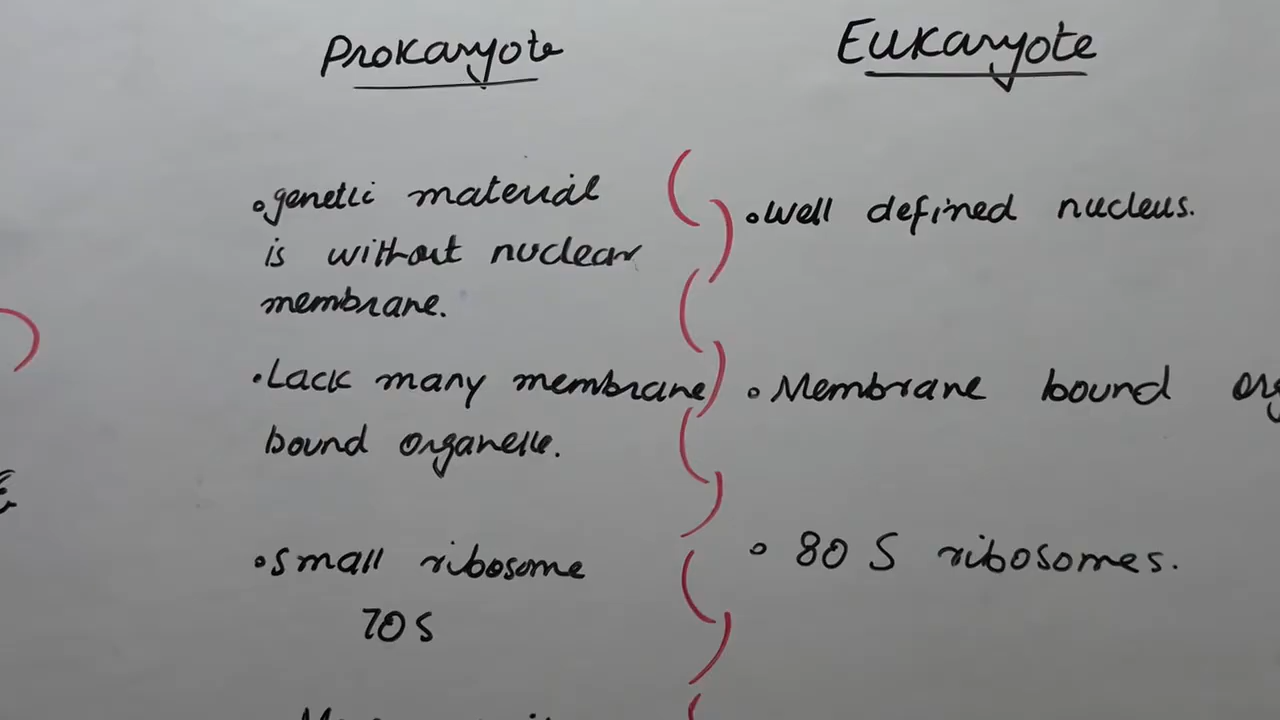 Prokaryote
•genetic material
is without nuclear
membrane.
•Lack many membrane
bound organelle.
•small ribosome
70 S
Eukaryote
•well defined nucleus.
•Membrane bound
•80 S ribosomes.